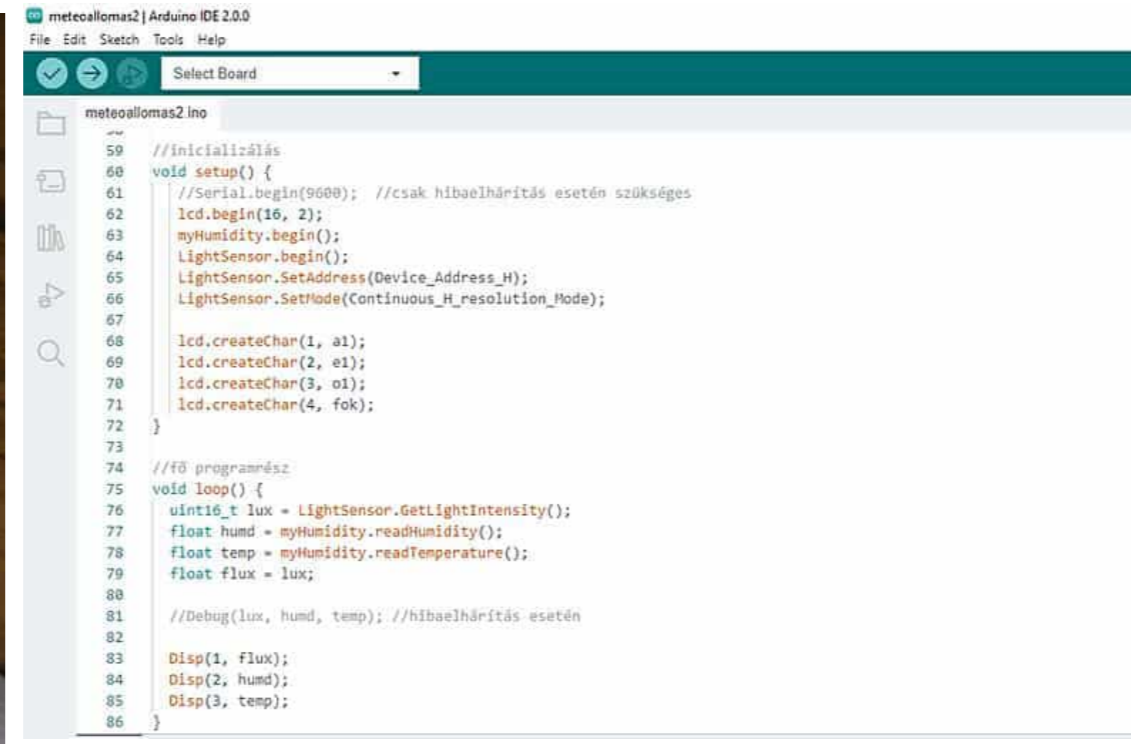 meteoallomas2 | Arduino IDE 2.0.0
File Edit Sketch Tools Help
Select Board
meteoallomas2.ino
59 //inicializálás
60 void setup() {
61 //Serial.begin(9600); //csak hibaelhárítás esetén szükséges
62 lcd.begin(16, 2);
63 myHumidity.begin();
64 LightSensor.begin();
65 LightSensor.SetAddress(Device_Address_H);
66 LightSensor.SetMode(Continuous_H_resolution_Mode);
67
68 lcd.createChar(1, a1);
69 lcd.createChar(2, e1);
70 lcd.createChar(3, o1);
71 lcd.createChar(4, fok);
72 }
73
74 //fő programrész
75 void loop() {
76 uint16_t lux = LightSensor.GetLightIntensity();
77 float humd = myHumidity.readHumidity();
78 float temp = myHumidity.readTemperature();
79 float flux = lux;
80
81 //Debug(lux, humd, temp); //hibaelhárítás esetén
82
83 Disp(1, flux);
84 Disp(2, humd);
85 Disp(3, temp);
86 }